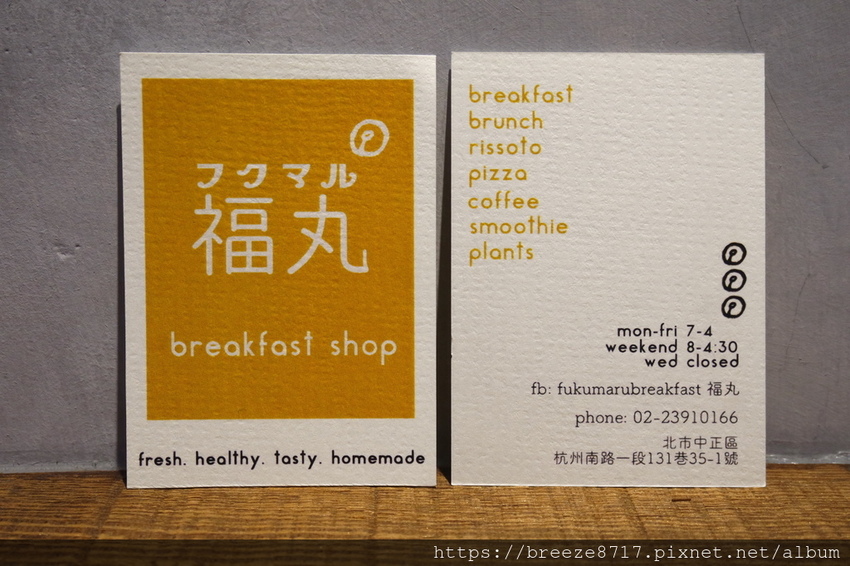 フクマル
福丸
breakfast shop
fresh. healthy. tasty. homemade
breakfast
brunch
rissoto
pizza
coffee
smoothie
plants
mon-fri 7-4
weekend 8-4:30
wed closed
fb: fukumarubreakfast 福丸
phone: 02-23910166
北市中正區
杭州南路一段131巷35-1號
https://breeze8717.pixnet.net/album